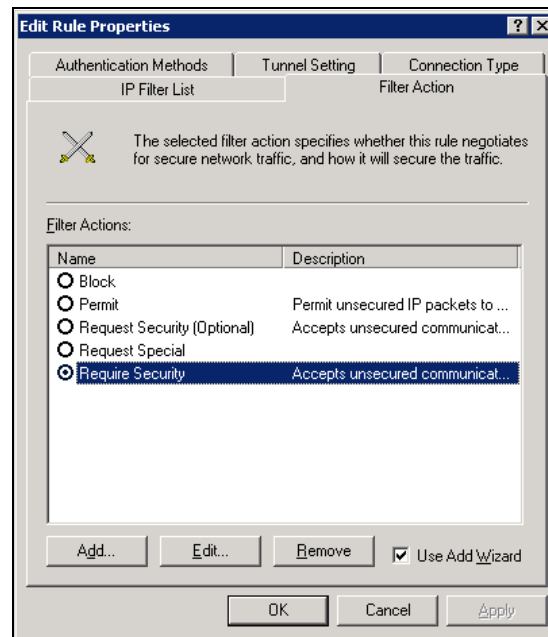 Edit Rule Properties
Authentication Methods Tunnel Setting Connection Type
IP Filter List Filter Action
The selected filter action specifies whether this rule negotiates
for secure network traffic, and how it will secure the traffic.
Filter Actions:
Name Description
Block
Permit Permit unsecured IP packets to ...
Request Security (Optional) Accepts unsecured communicat...
Request Special
Require Security Accepts unsecured communicat...
Add... Edit... Remove Use Add Wizard
OK Cancel Apply